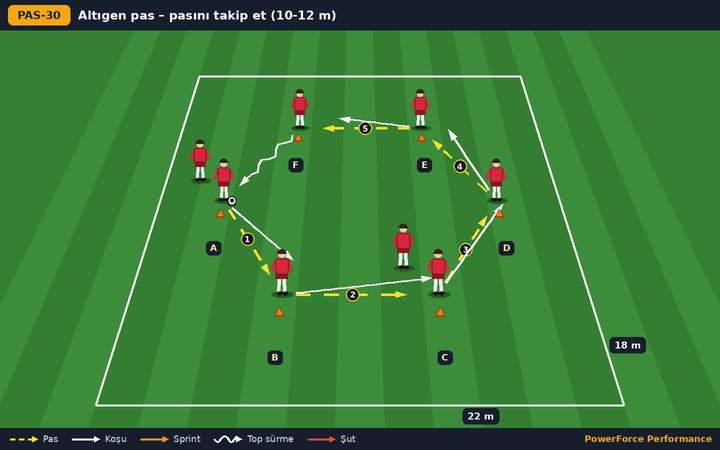 PAS-30 Altıgen pas – pasını takip et (10-12 m)
5
F
E
4
A
1
3
D
2
B
C
18 m
22 m
Pas Koşu Sprint Top sürme Şut PowerForce Performance